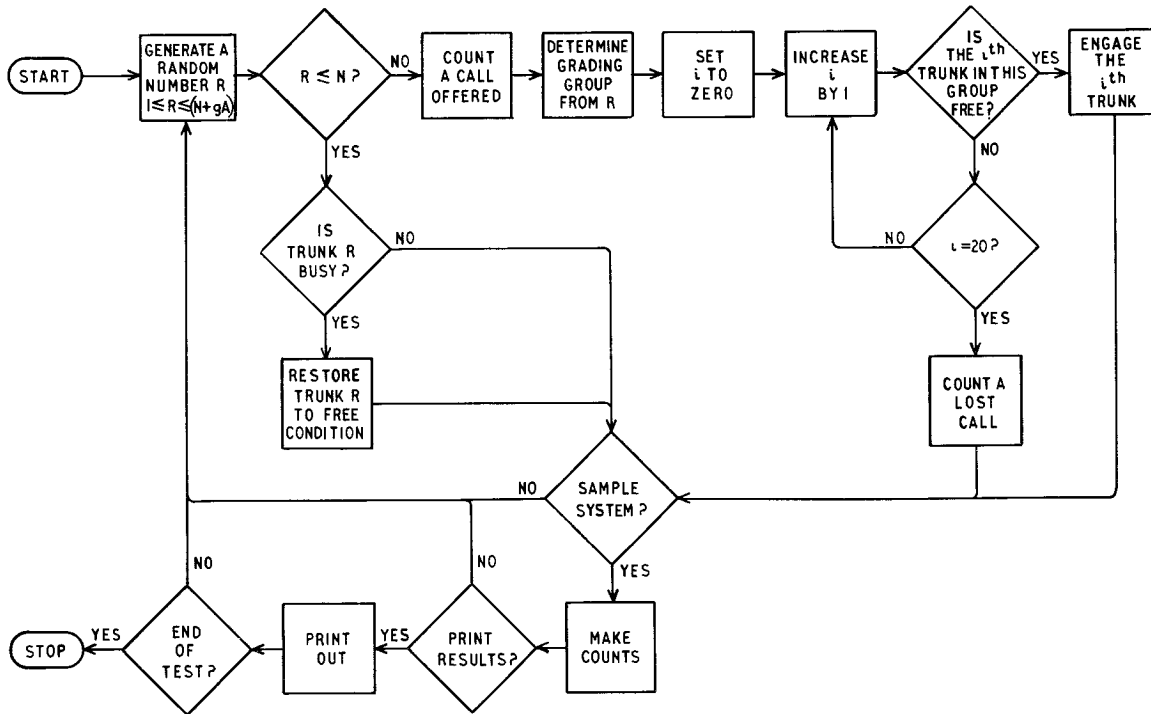 START
GENERATE A
RANDOM
NUMBER R
1≤R≤(N+gA)
R ≤ N?
NO
YES
COUNT
A CALL
OFFERED
DETERMINE
GRADING
GROUP
FROM R
SET
i TO
ZERO
INCREASE
i
BY 1
IS
THE ith
TRUNK IN THIS
GROUP
FREE?
YES
NO
ENGAGE
THE
ith
TRUNK
IS
TRUNK R
BUSY?
NO
YES
i=20?
NO
YES
RESTORE
TRUNK R
TO FREE
CONDITION
COUNT A
LOST
CALL
SAMPLE
SYSTEM?
NO
YES
MAKE
COUNTS
PRINT
RESULTS?
NO
YES
PRINT
OUT
END
OF
TEST?
NO
YES
STOP